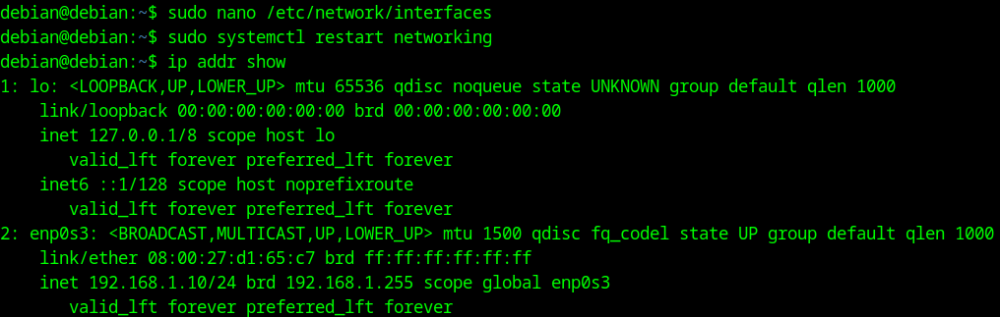 debian@debian:~$ sudo nano /etc/network/interfaces
debian@debian:~$ sudo systemctl restart networking
debian@debian:~$ ip addr show
1: lo: <LOOPBACK,UP,LOWER_UP> mtu 65536 qdisc noqueue state UNKNOWN group default qlen 1000
    link/loopback 00:00:00:00:00:00 brd 00:00:00:00:00:00
    inet 127.0.0.1/8 scope host lo
       valid_lft forever preferred_lft forever
    inet6 ::1/128 scope host noprefixroute
       valid_lft forever preferred_lft forever
2: enp0s3: <BROADCAST,MULTICAST,UP,LOWER_UP> mtu 1500 qdisc fq_codel state UP group default qlen 1000
    link/ether 08:00:27:d1:65:c7 brd ff:ff:ff:ff:ff:ff
    inet 192.168.1.10/24 brd 192.168.1.255 scope global enp0s3
       valid_lft forever preferred_lft forever